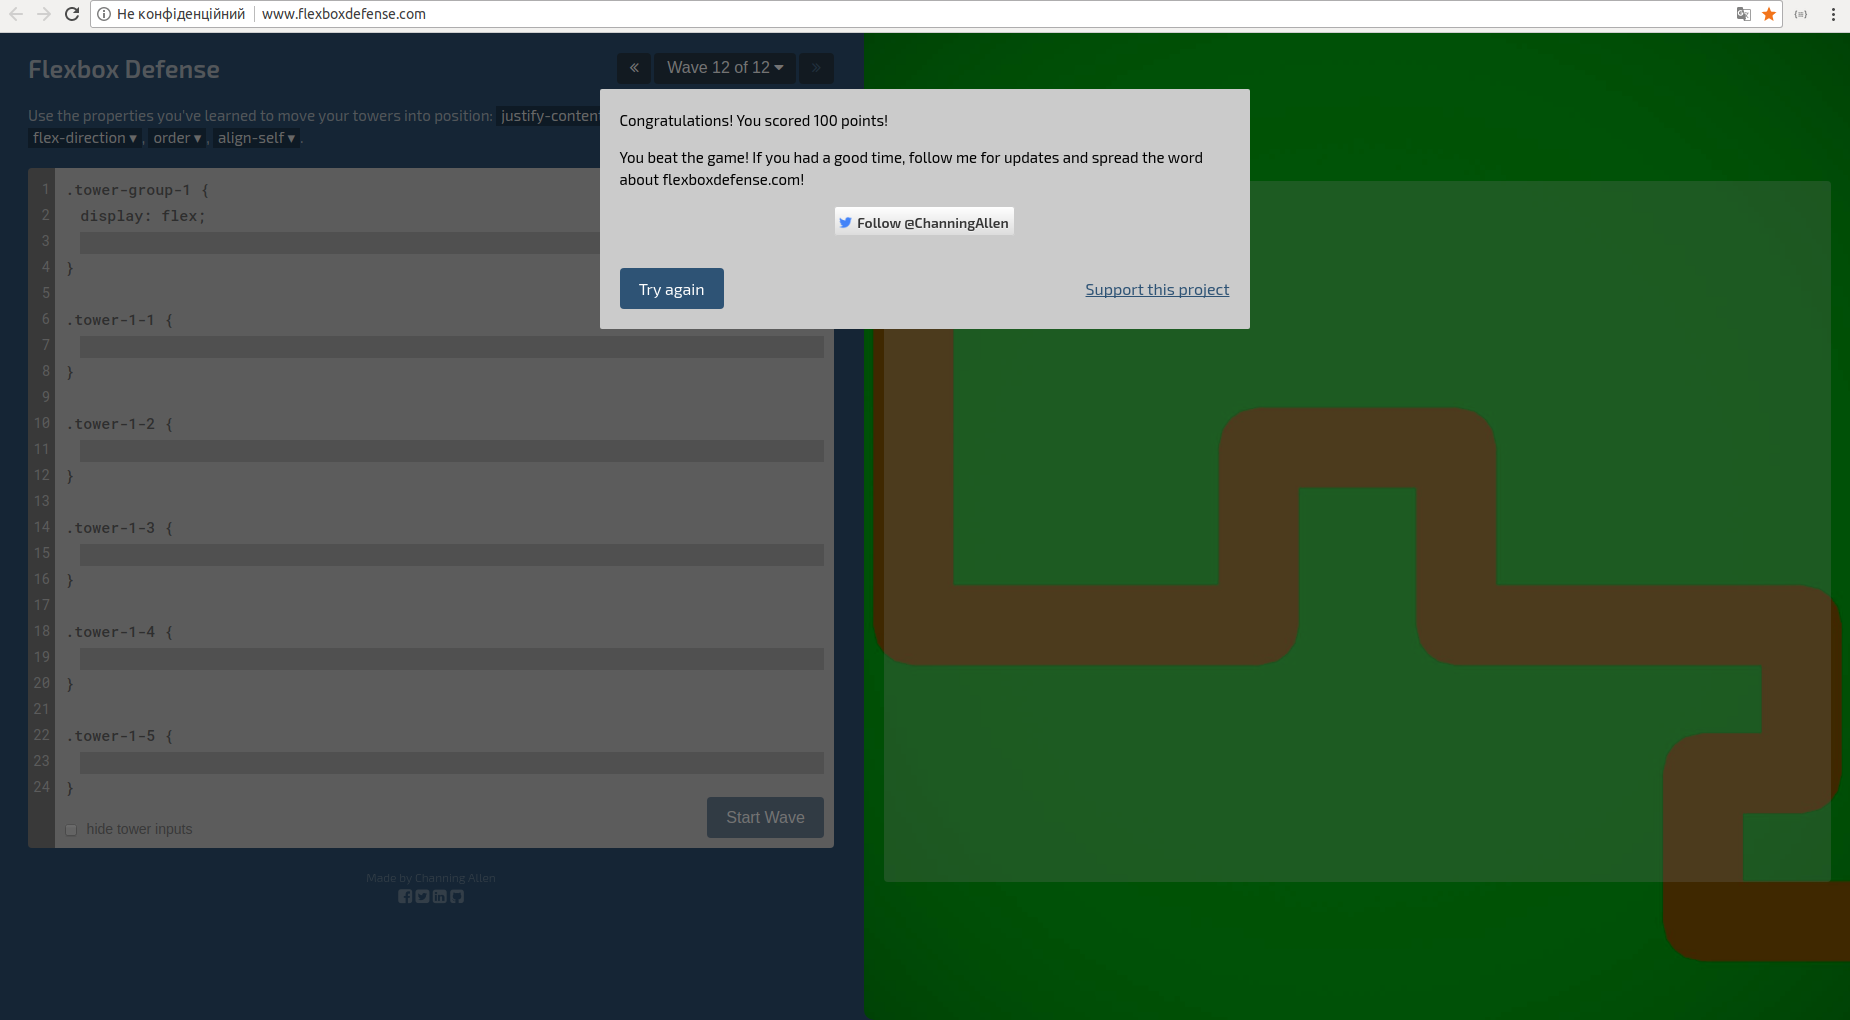 Не конфіденційний www.flexboxdefense.com
Flexbox Defense
« Wave 12 of 12 »
Use the properties you've learned to move your towers into position: justify-content
flex-direction ▾, order ▾, align-self ▾.
Congratulations! You scored 100 points!
You beat the game! If you had a good time, follow me for updates and spread the word
about flexboxdefense.com!
Follow @ChanningAllen
Try again
Support this project
1 .tower-group-1 {
2 display: flex;
3
4 }
5
6 .tower-1-1 {
7
8 }
9
10 .tower-1-2 {
11
12 }
13
14 .tower-1-3 {
15
16 }
17
18 .tower-1-4 {
19
20 }
21
22 .tower-1-5 {
23
24 }
hide tower inputs
Start Wave
Made by Channing Allen